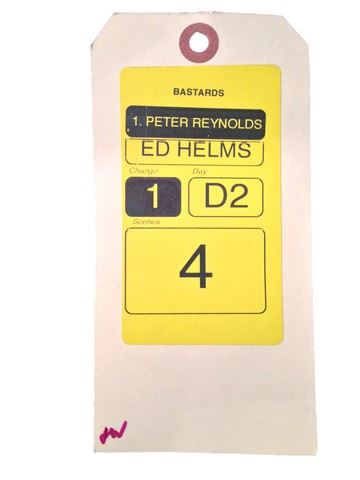 BASTARDS
1. PETER REYNOLDS
ED HELMS
Change Day
1 D2
Scenes
4